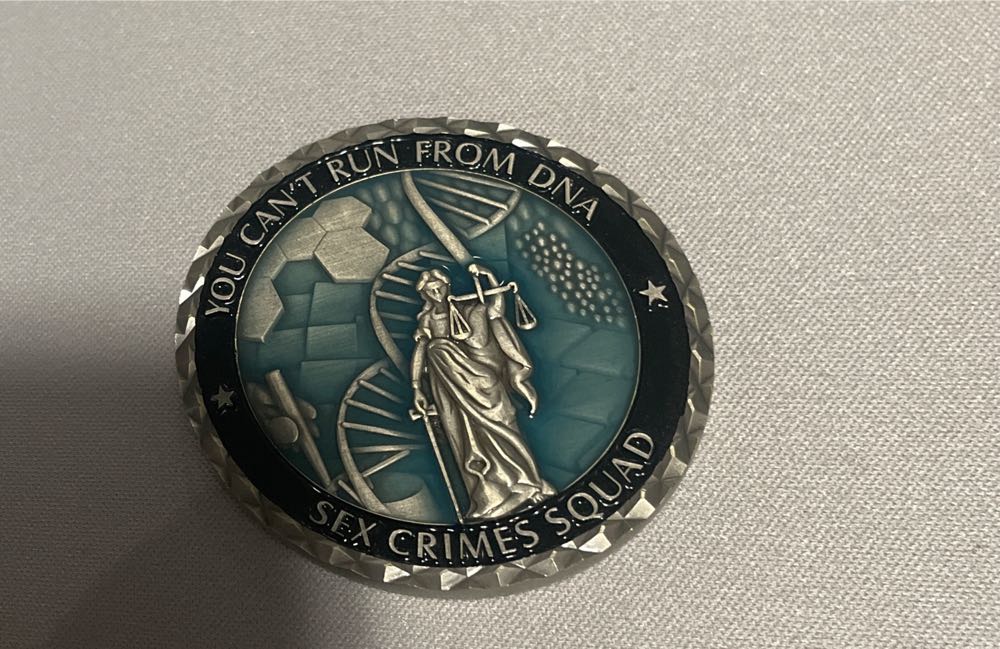 YOU CAN'T RUN FROM DNA
SEX CRIMES SQUAD